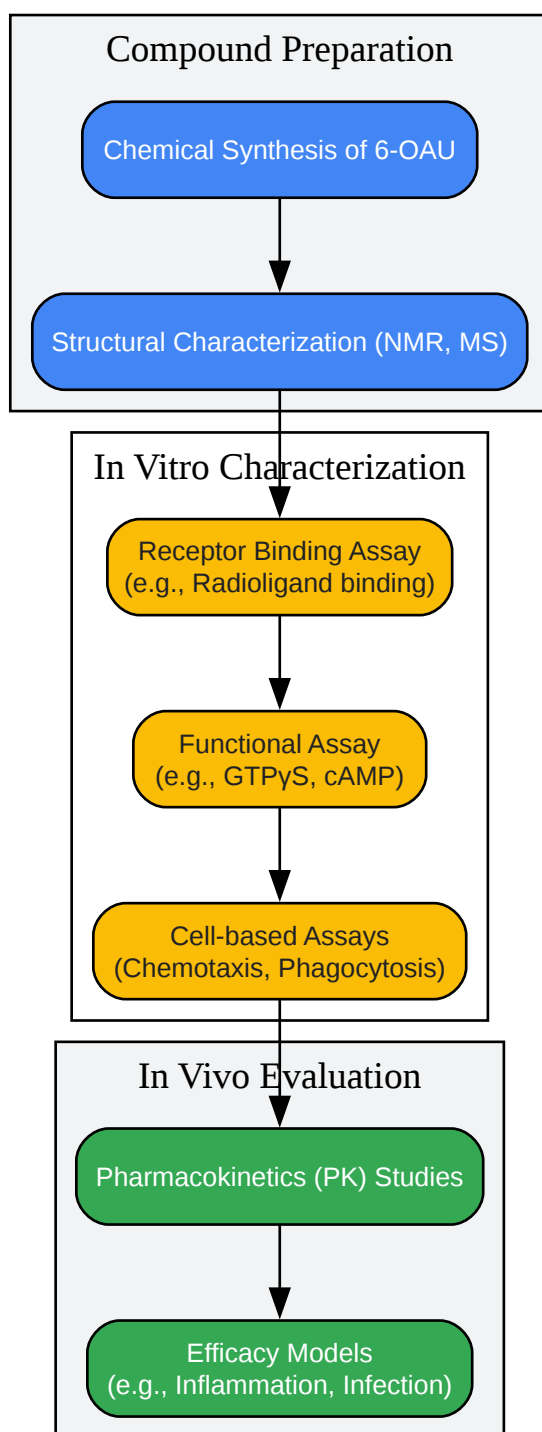 Compound Preparation
Chemical Synthesis of 6-OAU
Structural Characterization (NMR, MS)
In Vitro Characterization
Receptor Binding Assay
(e.g., Radioligand binding)
Functional Assay
(e.g., GTPγS, cAMP)
Cell-based Assays
(Chemotaxis, Phagocytosis)
In Vivo Evaluation
Pharmacokinetics (PK) Studies
Efficacy Models
(e.g., Inflammation, Infection)